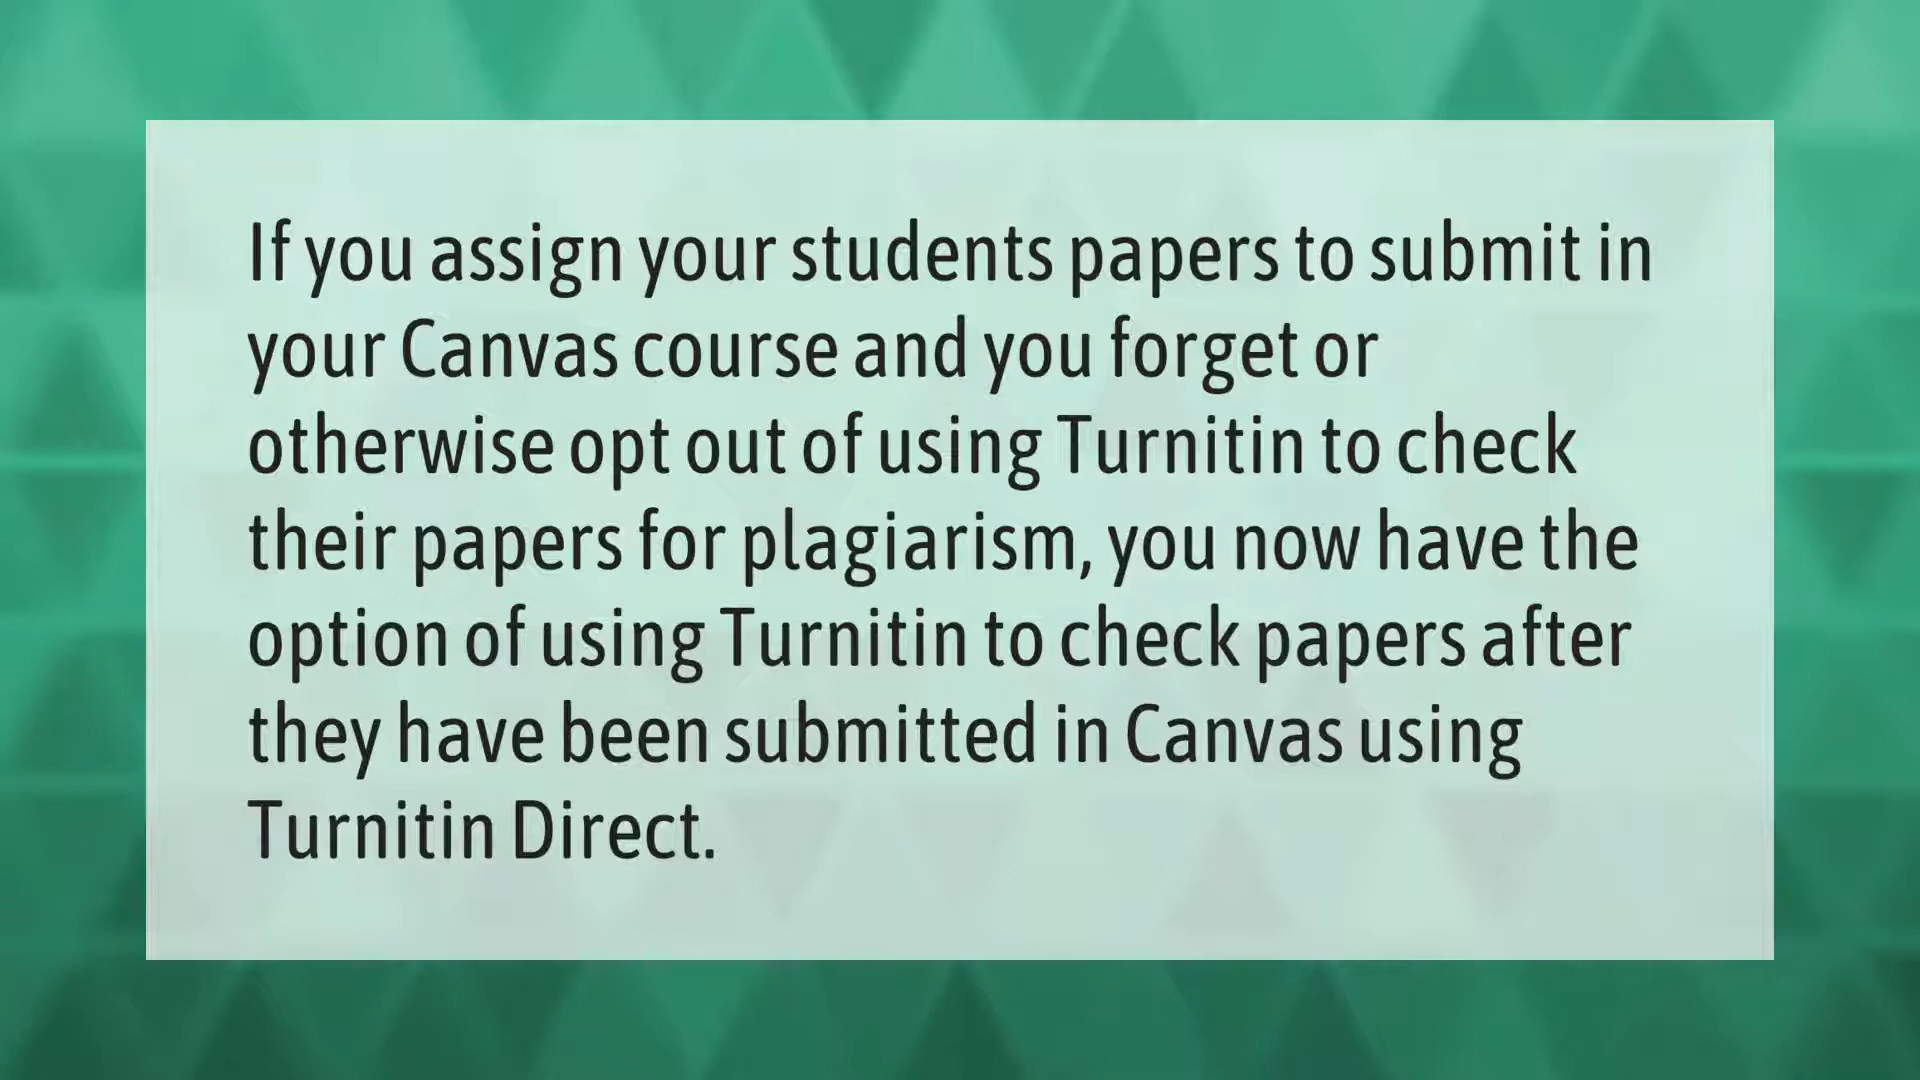 If you assign your students papers to submit in
your Canvas course and you forget or
otherwise opt out of using Turnitin to check
their papers for plagiarism, you now have the
option of using Turnitin to check papers after
they have been submitted in Canvas using
Turnitin Direct.